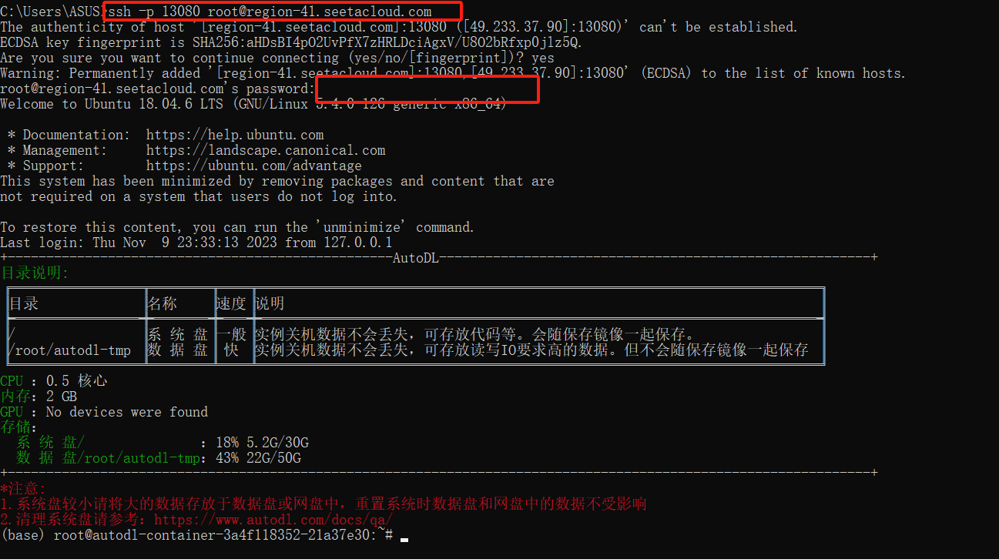 C:\Users\ASUS>ssh -p 13080 root@region-41.seetacloud.com
The authenticity of host '[region-41.seetacloud.com]:13080 ([49.233.37.90]:13080)' can't be established.
ECDSA key fingerprint is SHA256:aHDsBI4pO2UvPfX7zHRLDciAgxV/U8O2bRfxp0jlz5Q.
Are you sure you want to continue connecting (yes/no/[fingerprint])? yes
Warning: Permanently added '[region-41.seetacloud.com]:13080,[49.233.37.90]:13080' (ECDSA) to the list of known hosts.
root@region-41.seetacloud.com's password:
Welcome to Ubuntu 18.04.6 LTS (GNU/Linux 5.4.0-126-generic x86_64)
* Documentation: https://help.ubuntu.com
* Management: https://landscape.canonical.com
* Support: https://ubuntu.com/advantage
This system has been minimized by removing packages and content that are
not required on a system that users do not log into.
To restore this content, you can run the 'unminimize' command.
Last login: Thu Nov 9 23:33:13 2023 from 127.0.0.1
+--------------------------------------------------AutoDL--------------------------------------------------------+
目录说明:
目录 名称 速度 说明
/ 系 统 盘 一般 实例关机数据不会丢失，可存放代码等。会随保存镜像一起保存。
/root/autodl-tmp 数 据 盘 快 实例关机数据不会丢失，可存放读写IO要求高的数据。但不会随保存镜像一起保存
CPU ：0.5 核心
内存：2 GB
GPU ：No devices were found
存储：
系 统 盘/ ：18% 5.2G/30G
数 据 盘/root/autodl-tmp：43% 22G/50G
+----------------------------------------------------------------------------------------------------------------+
*注意:
1.系统盘较小请将大的数据存放于数据盘或网盘中，重置系统时数据盘和网盘中的数据不受影响
2.清理系统盘请参考：https://www.autodl.com/docs/qa/
(base) root@autodl-container-3a4f118352-21a37e30:~# _